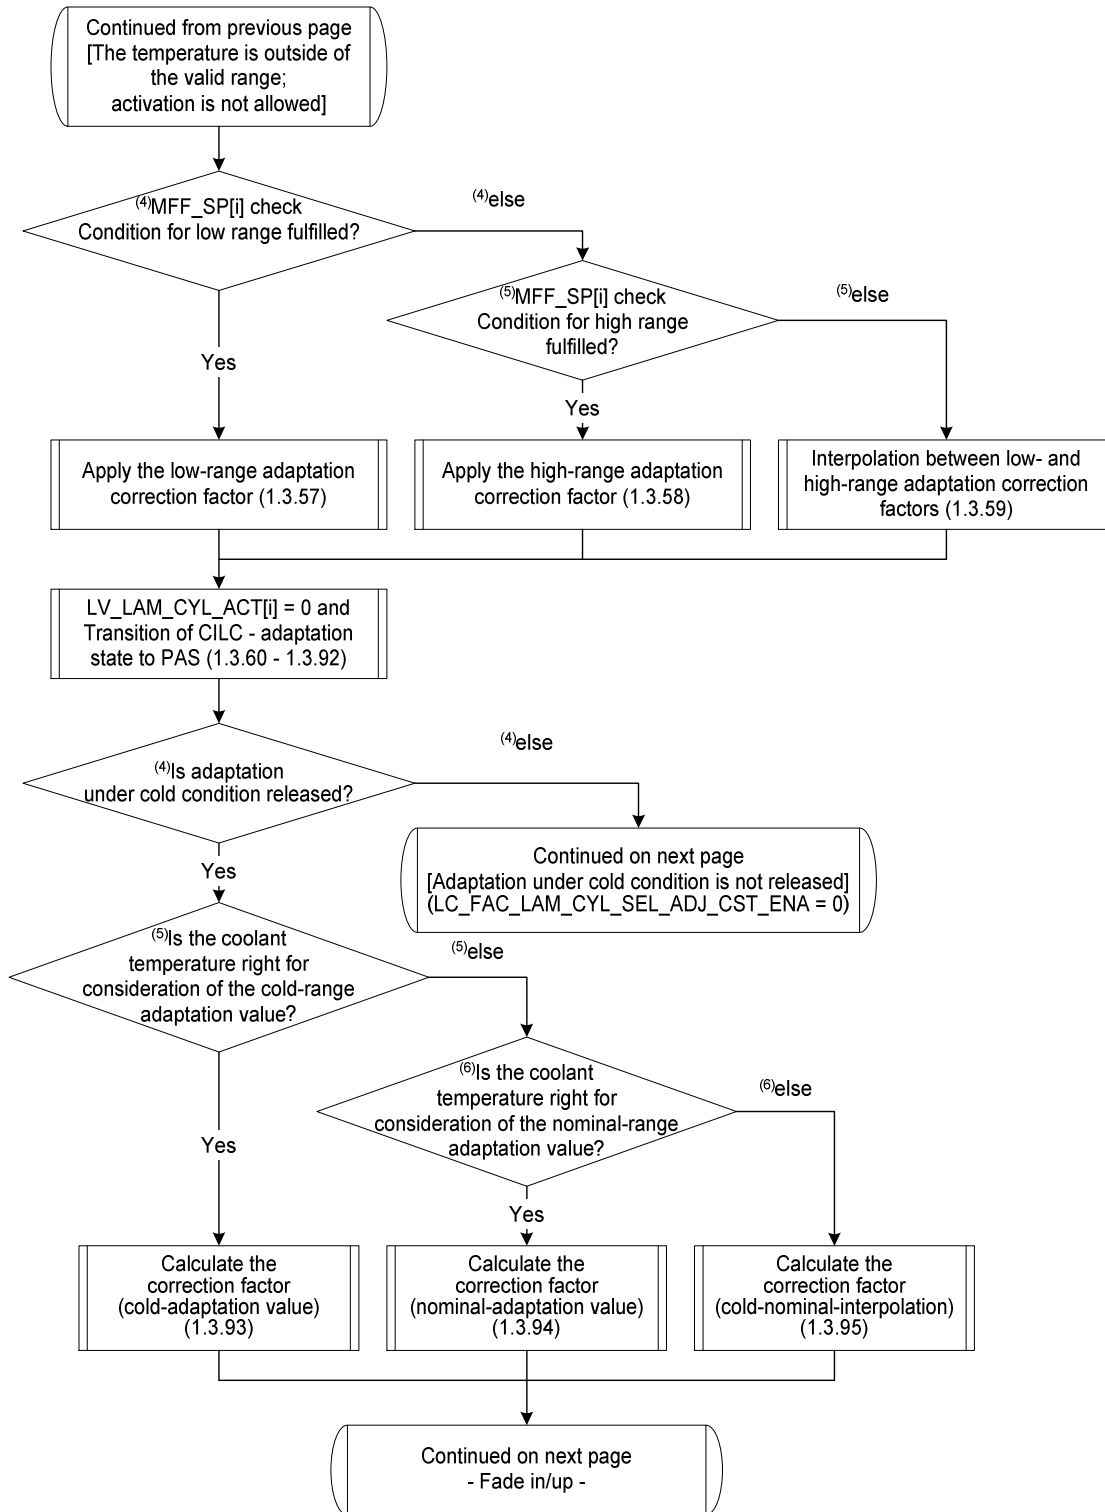 Continued from previous page
[The temperature is outside of
the valid range;
activation is not allowed]
(4)MFF_SP[i] check
Condition for low range fulfilled?
(4)else
(5)MFF_SP[i] check
Condition for high range
fulfilled?
(5)else
Yes
Yes
Apply the low-range adaptation
correction factor (1.3.57)
Apply the high-range adaptation
correction factor (1.3.58)
Interpolation between low- and
high-range adaptation correction
factors (1.3.59)
LV_LAM_CYL_ACT[i] = 0 and
Transition of CILC - adaptation
state to PAS (1.3.60 - 1.3.92)
(4)Is adaptation
under cold condition released?
(4)else
Yes
Continued on next page
[Adaptation under cold condition is not released]
(LC_FAC_LAM_CYL_SEL_ADJ_CST_ENA = 0)
(5)Is the coolant
temperature right for
consideration of the cold-range
adaptation value?
(5)else
(6)Is the coolant
temperature right for
consideration of the nominal-range
adaptation value?
(6)else
Yes
Yes
Calculate the
correction factor
(cold-adaptation value)
(1.3.93)
Calculate the
correction factor
(nominal-adaptation value)
(1.3.94)
Calculate the
correction factor
(cold-nominal-interpolation)
(1.3.95)
Continued on next page
- Fade in/up -